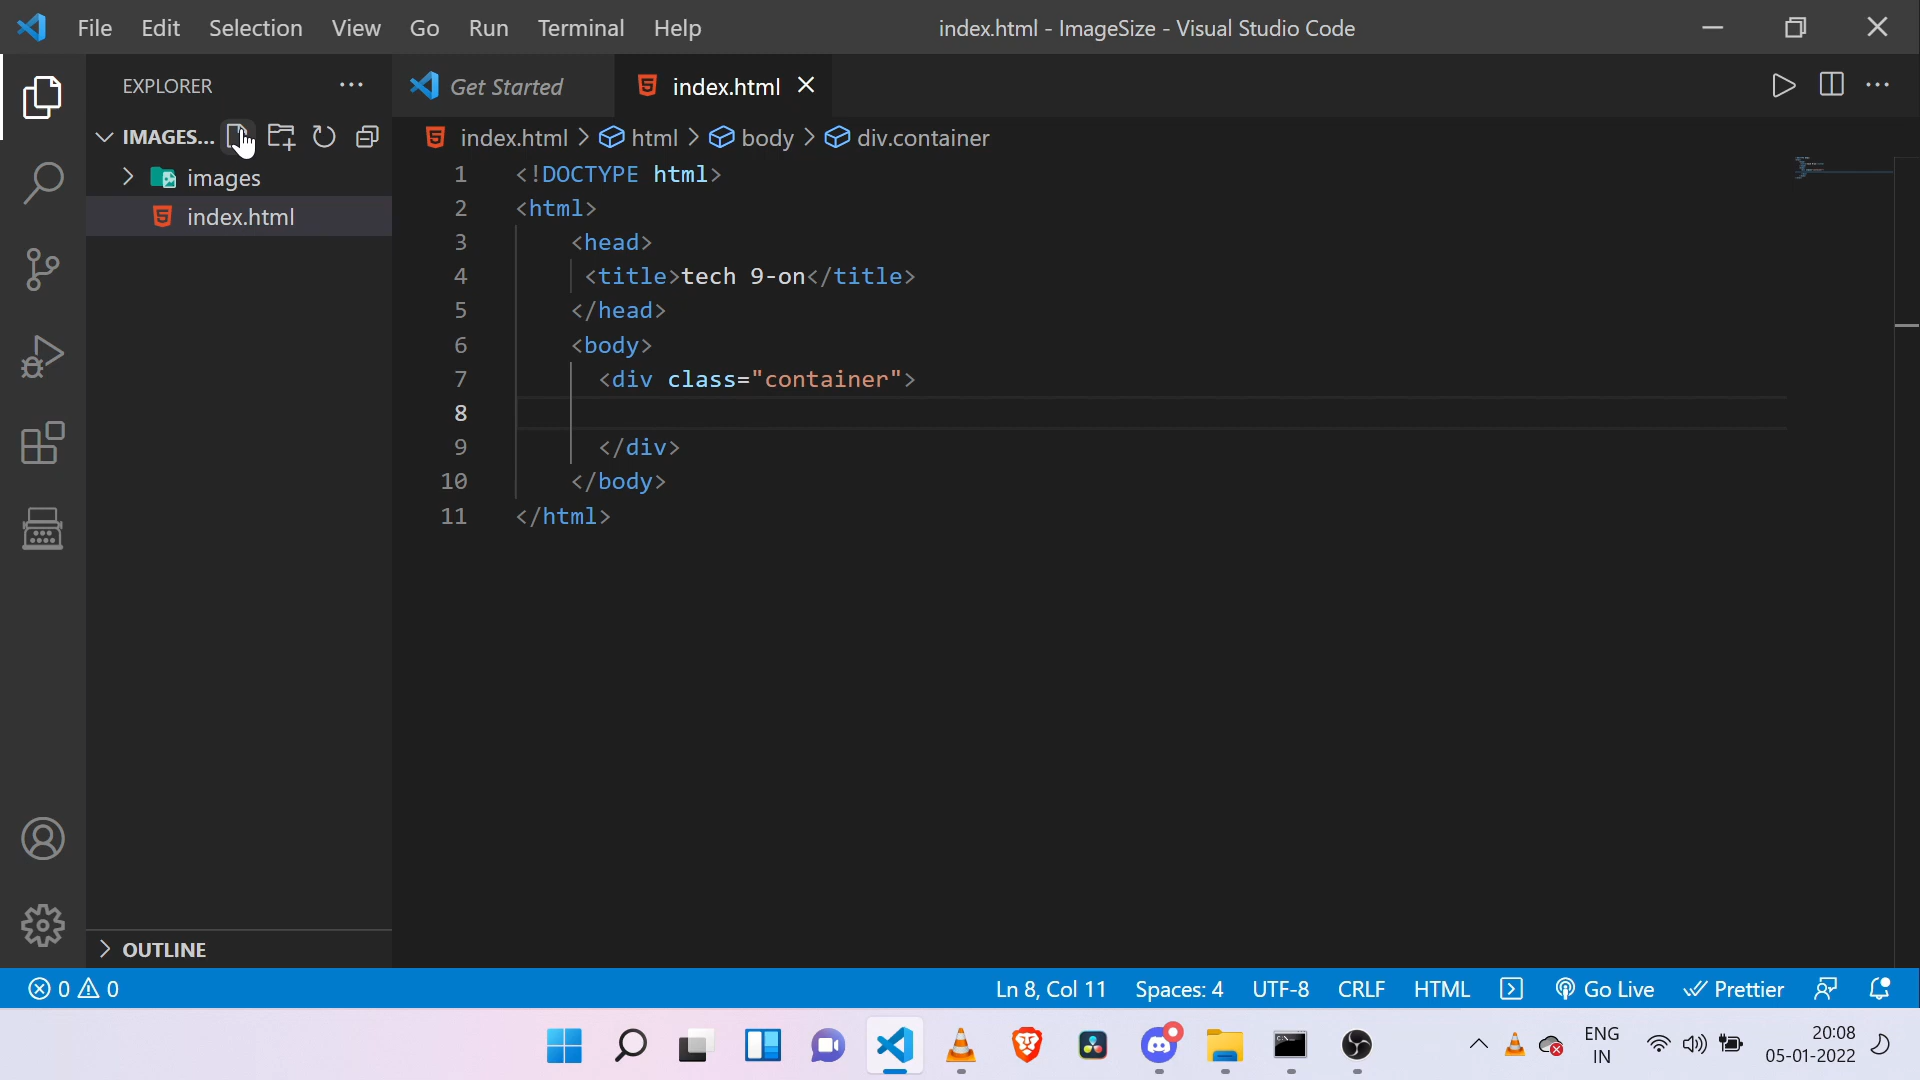 File Edit Selection View Go Run Terminal Help
index.html - ImageSize - Visual Studio Code
EXPLORER
Get Started
index.html
IMAGES...
index.html > html > body > div.container
images
index.html
1 <!DOCTYPE html>
2 <html>
3 <head>
4 <title>tech 9-on</title>
5 </head>
6 <body>
7 <div class="container">
8
9 </div>
10 </body>
11 </html>
OUTLINE
0 0
Ln 8, Col 11 Spaces: 4 UTF-8 CRLF HTML Go Live Prettier
ENG
IN
20:08
05-01-2022